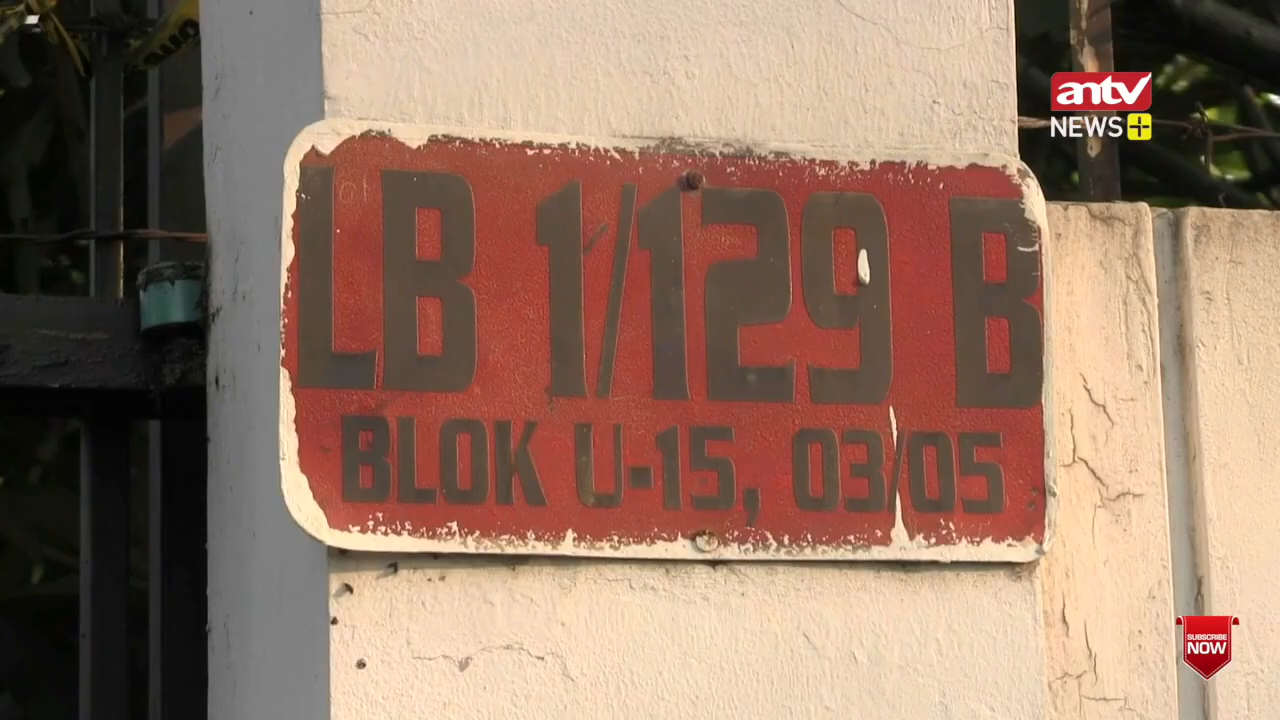 antv
NEWS+
LB 1/129 B
BLOK U-15, 03/05
SUBSCRIBE
NOW